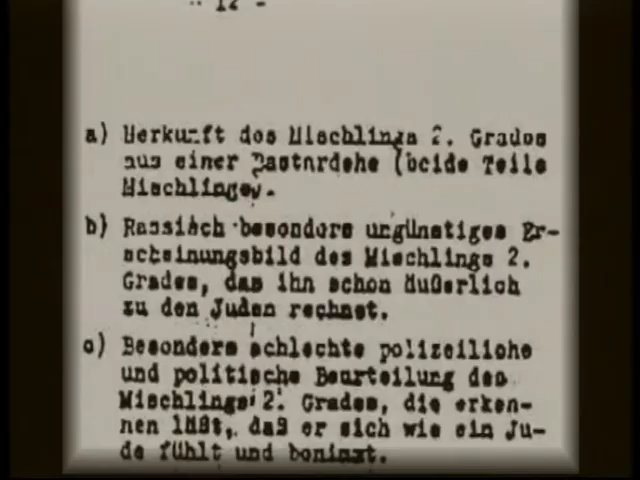 - 12 -
a) Herkunft des Mischlings 2. Grades
aus einer Bastardehe (beide Teile
Mischlinge).
b) Rassisch besonders ungünstiges Er-
scheinungsbild des Mischlings 2.
Grades, das ihn schon äußerlich
zu den Juden rechnet.
c) Besonders schlechte polizeiliche
und politische Beurteilung des
Mischlings 2. Grades, die erken-
nen läßt, daß er sich wie ein Ju-
de fühlt und benimmt.